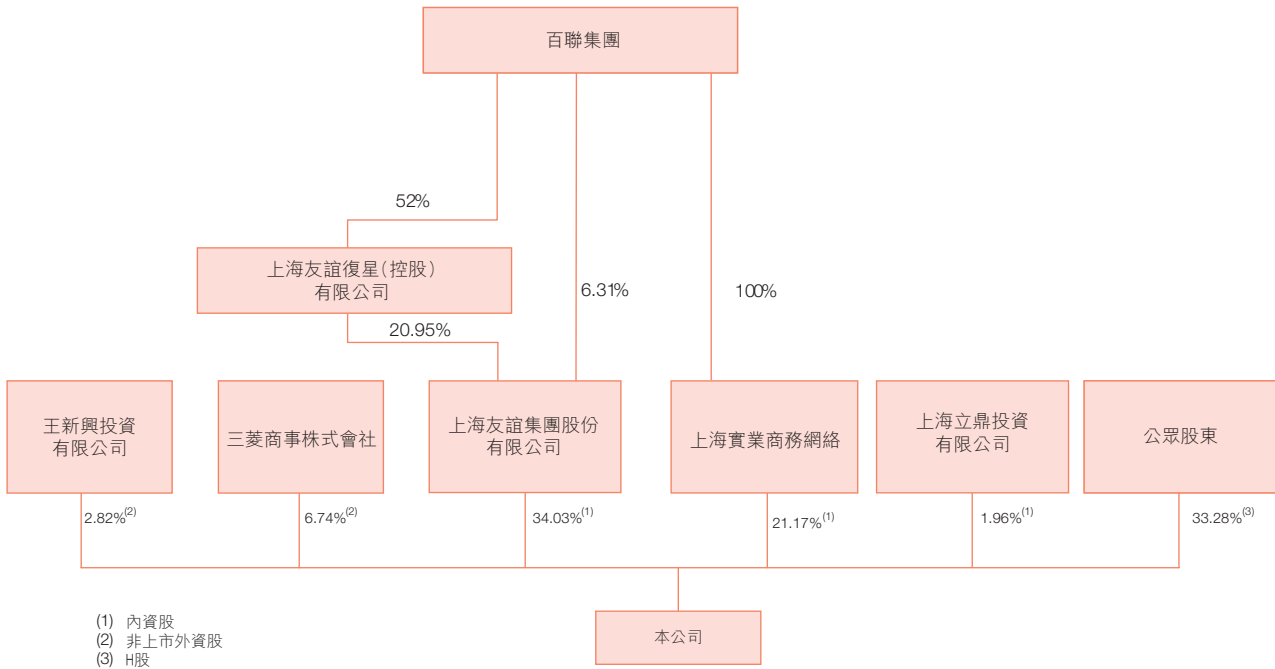 百聯集團
52%
上海友誼復星(控股)
有限公司
6.31%
100%
20.95%
王新興投資
有限公司
三菱商事株式會社
上海友誼集團股份
有限公司
上海實業商務網絡
上海立鼎投資
有限公司
公眾股東
2.82%(2)
6.74%(2)
34.03%(1)
21.17%(1)
1.96%(1)
33.28%(3)
本公司
(1) 內資股
(2) 非上市外資股
(3) H股